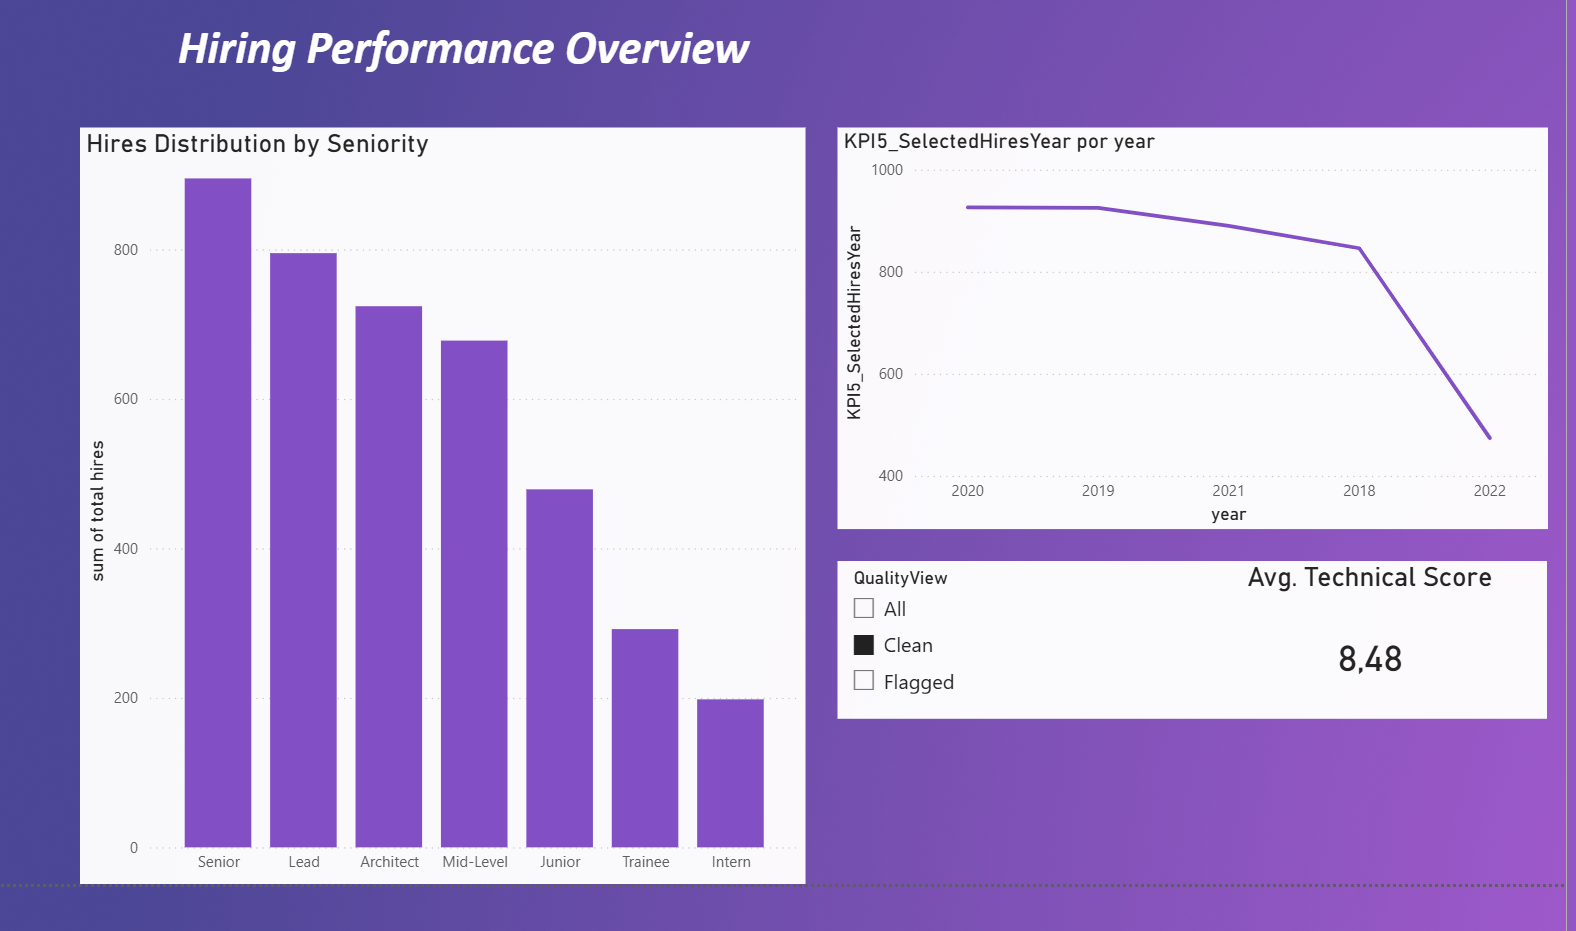 Hiring Performance Overview
Hires Distribution by Seniority
sum of total hires
800
600
400
200
0
Senior Lead Architect Mid-Level Junior Trainee Intern
KPI5_SelectedHiresYear por year
KPI5_SelectedHiresYear
1000
800
600
400
2020 2019 2021 2018 2022
year
QualityView
All
Clean
Flagged
Avg. Technical Score
8,48